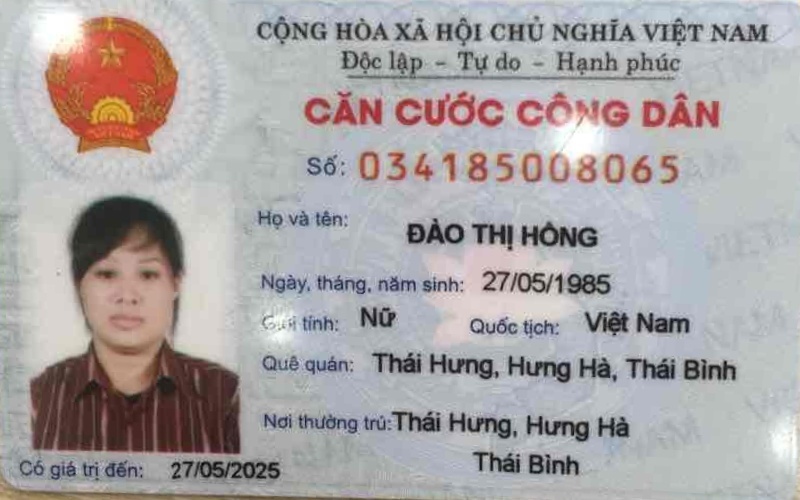 CỘNG HÒA XÃ HỘI CHỦ NGHĨA VIỆT NAM
Độc lập - Tự do - Hạnh phúc
CĂN CƯỚC CÔNG DÂN
Số: 034185008065
Họ và tên: ĐÀO THỊ HỒNG
Ngày, tháng, năm sinh: 27/05/1985
Giới tính: Nữ Quốc tịch: Việt Nam
Quê quán: Thái Hưng, Hưng Hà, Thái Bình
Nơi thường trú: Thái Hưng, Hưng Hà
Thái Bình
Có giá trị đến: 27/05/2025